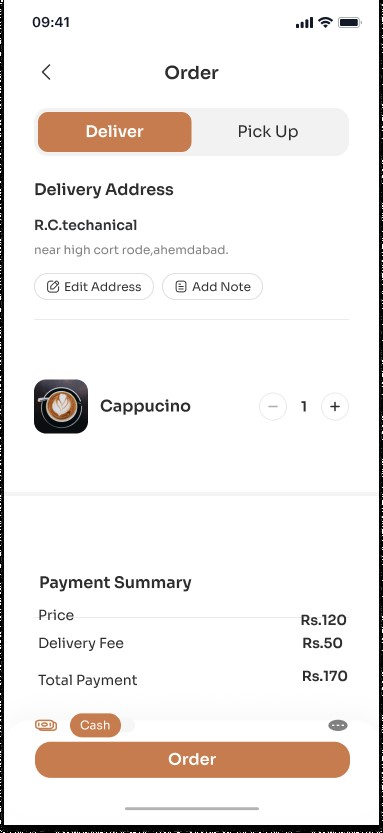 09:41
Order
Deliver Pick Up
Delivery Address
R.C.techanical
near high cort rode,ahemdabad.
Edit Address Add Note
Cappucino 1
Payment Summary
Price Rs.120
Delivery Fee Rs.50
Total Payment Rs.170
Cash
Order